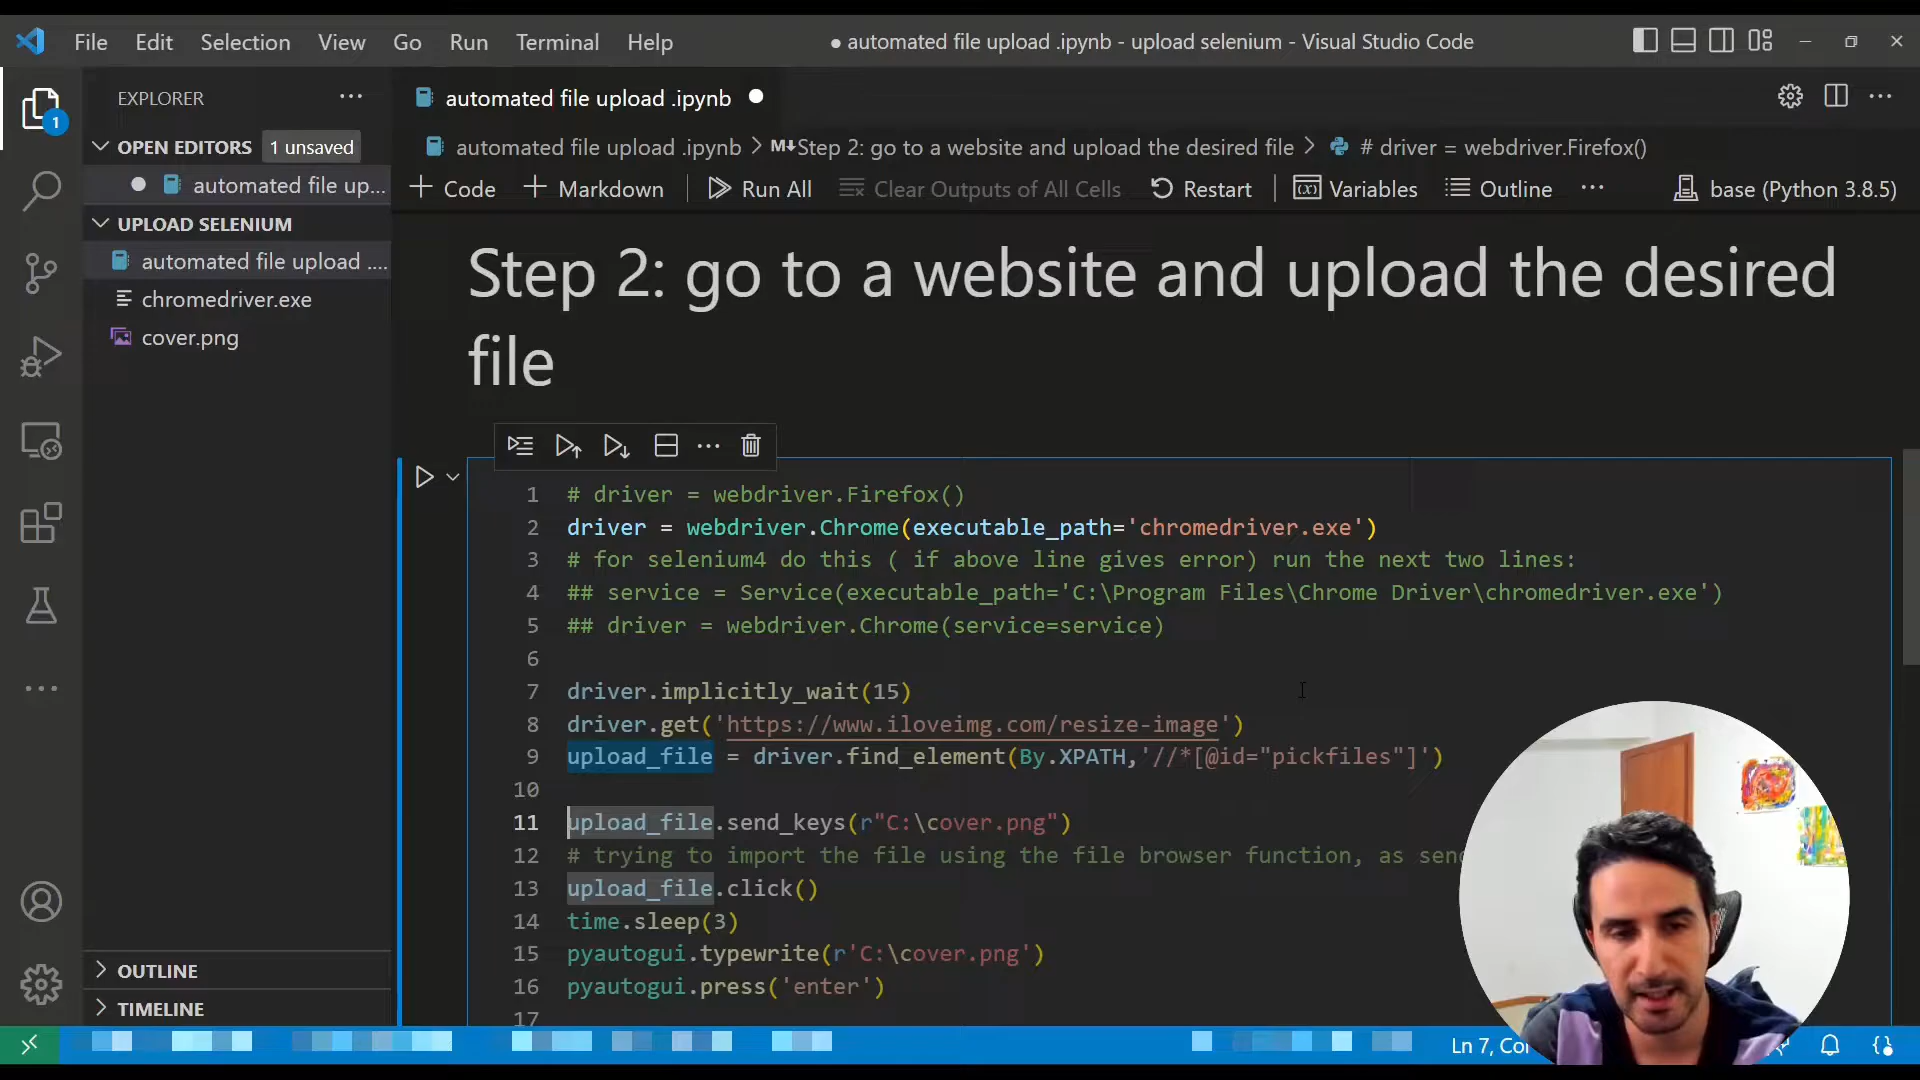 File Edit Selection View Go Run Terminal Help
● automated file upload .ipynb - upload selenium - Visual Studio Code
EXPLORER
automated file upload .ipynb
OPEN EDITORS 1 unsaved
automated file up...
UPLOAD SELENIUM
automated file upload ....
chromedriver.exe
cover.png
OUTLINE
TIMELINE
1
automated file upload .ipynb > M↓Step 2: go to a website and upload the desired file > # driver = webdriver.Firefox()
+ Code + Markdown Run All Clear Outputs of All Cells Restart (x) Variables Outline ... base (Python 3.8.5)
Step 2: go to a website and upload the desired
file
1 # driver = webdriver.Firefox()
2 driver = webdriver.Chrome(executable_path='chromedriver.exe')
3 # for selenium4 do this ( if above line gives error) run the next two lines:
4 ## service = Service(executable_path='C:\Program Files\Chrome Driver\chromedriver.exe')
5 ## driver = webdriver.Chrome(service=service)
6
7 driver.implicitly_wait(15)
8 driver.get('https://www.iloveimg.com/resize-image')
9 upload_file = driver.find_element(By.XPATH,'//*[@id="pickfiles"]')
10
11 upload_file.send_keys(r"C:\cover.png")
12 # trying to import the file using the file browser function, as sen
13 upload_file.click()
14 time.sleep(3)
15 pyautogui.typewrite(r'C:\cover.png')
16 pyautogui.press('enter')
17
Ln 7, Co